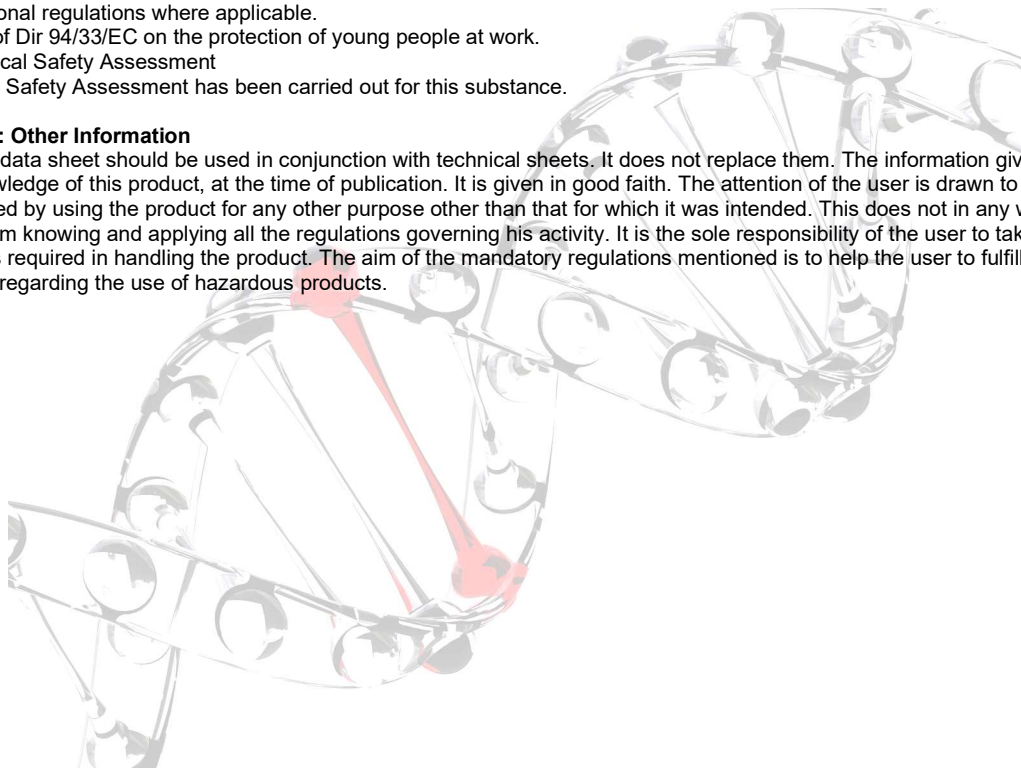 onal regulations where applicable.
of Dir 94/33/EC on the protection of young people at work.
cal Safety Assessment
Safety Assessment has been carried out for this substance.
: Other Information
data sheet should be used in conjunction with technical sheets. It does not replace them. The information giv
wledge of this product, at the time of publication. It is given in good faith. The attention of the user is drawn to
ed by using the product for any other purpose other than that for which it was intended. This does not in any w
m knowing and applying all the regulations governing his activity. It is the sole responsibility of the user to tak
s required in handling the product. The aim of the mandatory regulations mentioned is to help the user to fulfill
regarding the use of hazardous products.